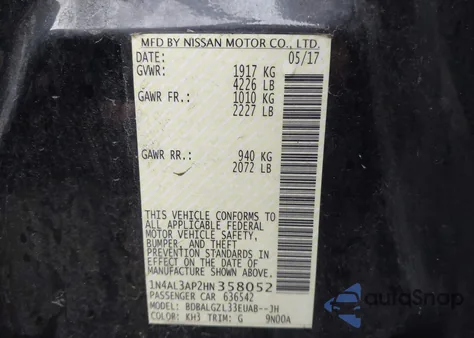 MFD BY NISSAN MOTOR CO., LTD.
DATE: 05/17
GVWR: 1917 KG
4226 LB
GAWR FR.: 1010 KG
2227 LB
GAWR RR.: 940 KG
2072 LB
THIS VEHICLE CONFORMS TO
ALL APPLICABLE FEDERAL
MOTOR VEHICLE SAFETY,
BUMPER, AND THEFT
PREVENTION STANDARDS
IN EFFECT ON THE DATE
OF MANUFACTURE
1N4AL3AP2HN358052
PASSENGER CAR 636542
MODEL: BDBALGZL33EUAB--JH
COLOR: KH3 TRIM: G 9N00A
AutoSnap